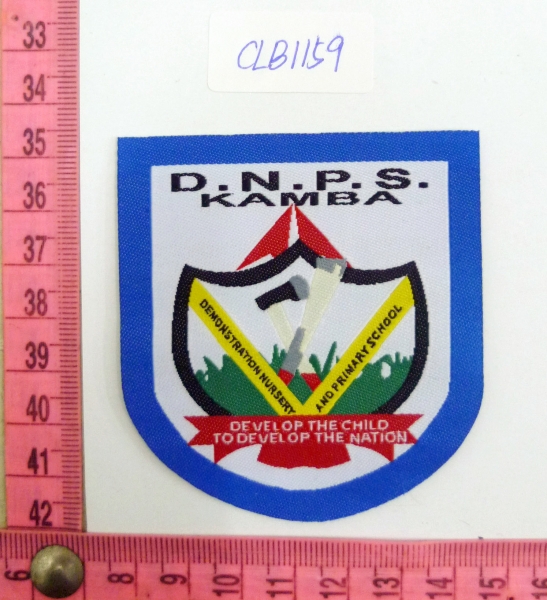 CLB1159
D.N.P.S.
KAMBA
DEMONSTRATION NURSERY
AND PRIMARY SCHOOL
DEVELOP THE CHILD
TO DEVELOP THE NATION
33
34
35
36
37
38
39
40
41
42
6
8
9
10
11
12
13
14
15
16